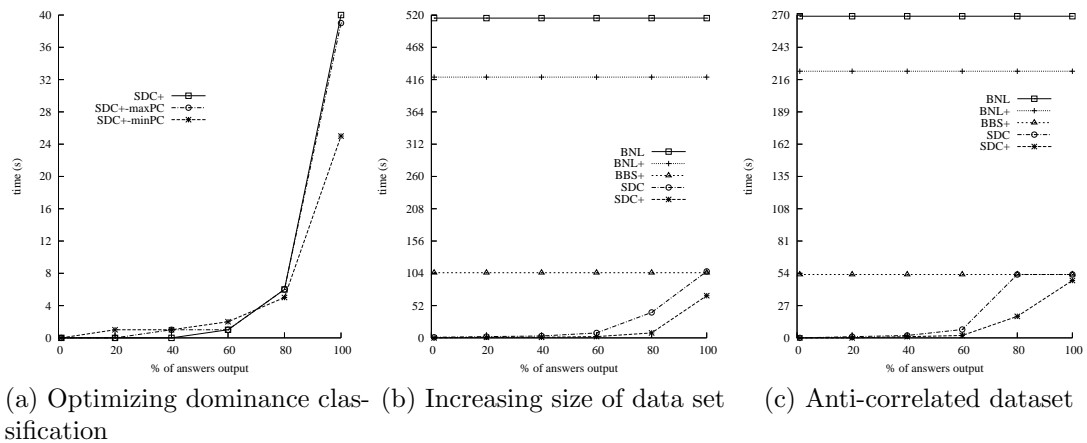 40
36
32
28
24
20
16
12
8
4
0
time (s)
SDC+
SDC+-maxPC
SDC+-minPC
0 20 40 60 80 100
% of answers output
(a) Optimizing dominance clas-
sification
520
468
416
364
312
260
208
156
104
52
0
time (s)
BNL
BNL+
BBS+
SDC
SDC+
0 20 40 60 80 100
% of answers output
(b) Increasing size of data set
270
243
216
189
162
135
108
81
54
27
0
time (s)
BNL
BNL+
BBS+
SDC
SDC+
0 20 40 60 80 100
% of answers output
(c) Anti-correlated dataset